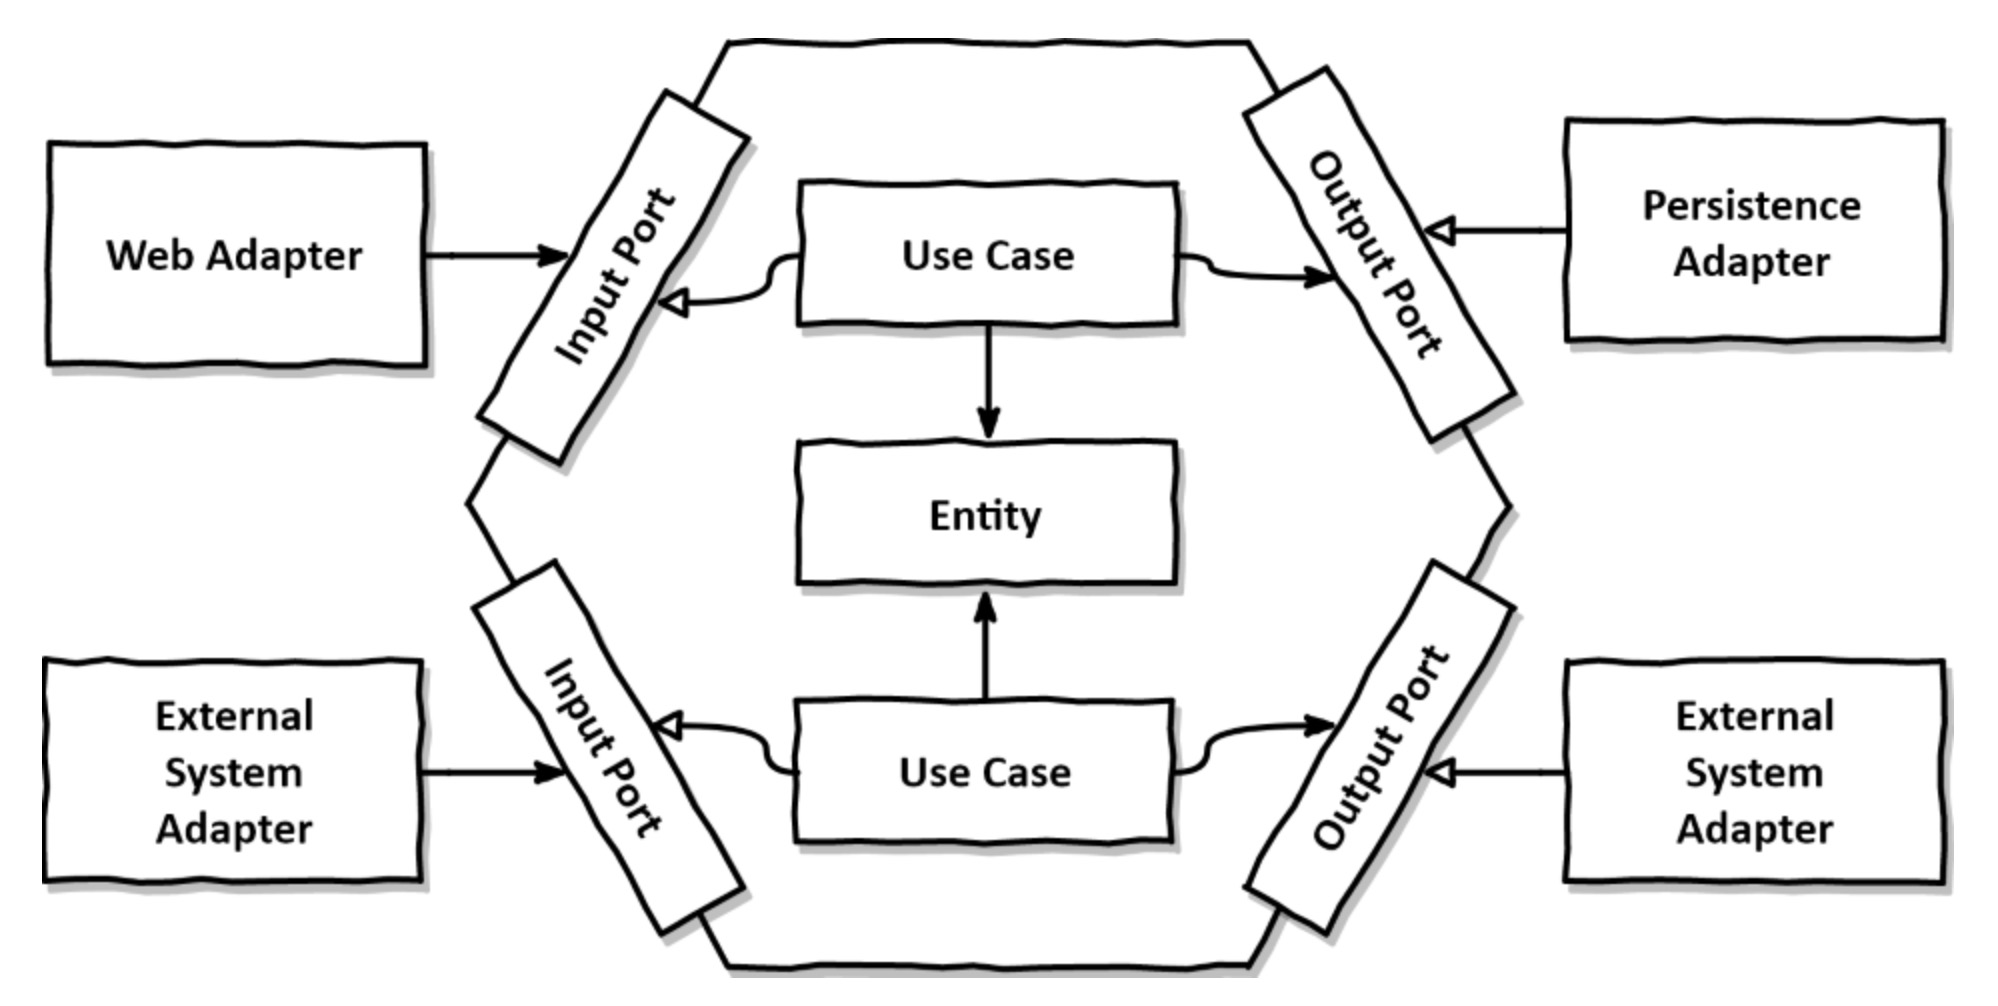 Web Adapter
Input Port
Use Case
Output Port
Persistence
Adapter
Entity
External
System
Adapter
Input Port
Use Case
Output Port
External
System
Adapter